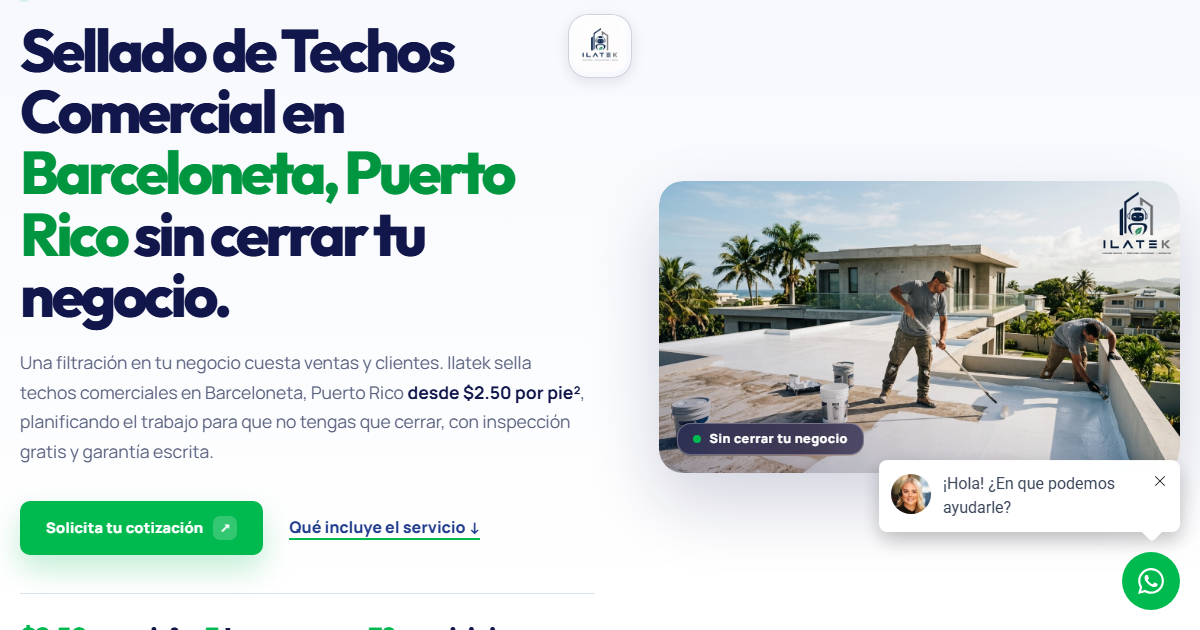 Sellado de Techos
Comercial en
Barceloneta, Puerto
Rico sin cerrar tu
negocio.
ILATEK
Una filtración en tu negocio cuesta ventas y clientes. Ilatek sella
techos comerciales en Barceloneta, Puerto Rico desde $2.50 por pie²,
planificando el trabajo para que no tengas que cerrar, con inspección
gratis y garantía escrita.
Solicita tu cotización ↗
Qué incluye el servicio ↓
ILATEK
Sin cerrar tu negocio
¡Hola! ¿En que podemos
ayudarle?